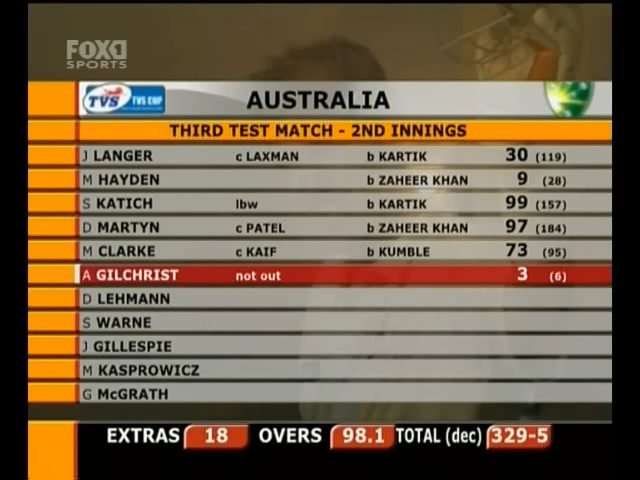 FOX1
SPORTS
TVS TVS CUP AUSTRALIA
THIRD TEST MATCH - 2ND INNINGS
J LANGER c LAXMAN b KARTIK 30 (119)
M HAYDEN b ZAHEER KHAN 9 (28)
S KATICH lbw b KARTIK 99 (157)
D MARTYN c PATEL b ZAHEER KHAN 97 (184)
M CLARKE c KAIF b KUMBLE 73 (95)
A GILCHRIST not out 3 (6)
D LEHMANN
S WARNE
J GILLESPIE
M KASPROWICZ
G McGRATH
EXTRAS 18 OVERS 98.1 TOTAL (dec) 329-5